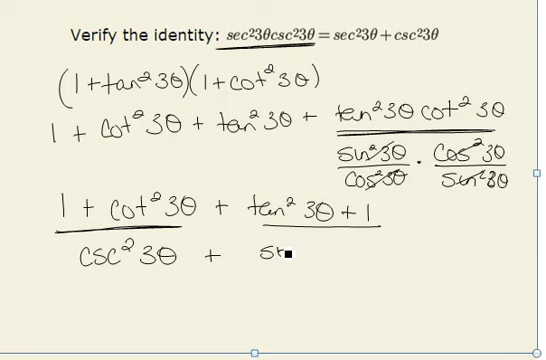 Verify the identity: sec²3θcsc²3θ = sec²3θ + csc²3θ
(1+tan²3θ)(1+cot²3θ)
1 + cot²3θ + tan²3θ + tan²3θ cot²3θ
sin²3θ/cos²3θ · cos²3θ/sin²3θ
1 + cot²3θ + tan²3θ + 1
csc²3θ +